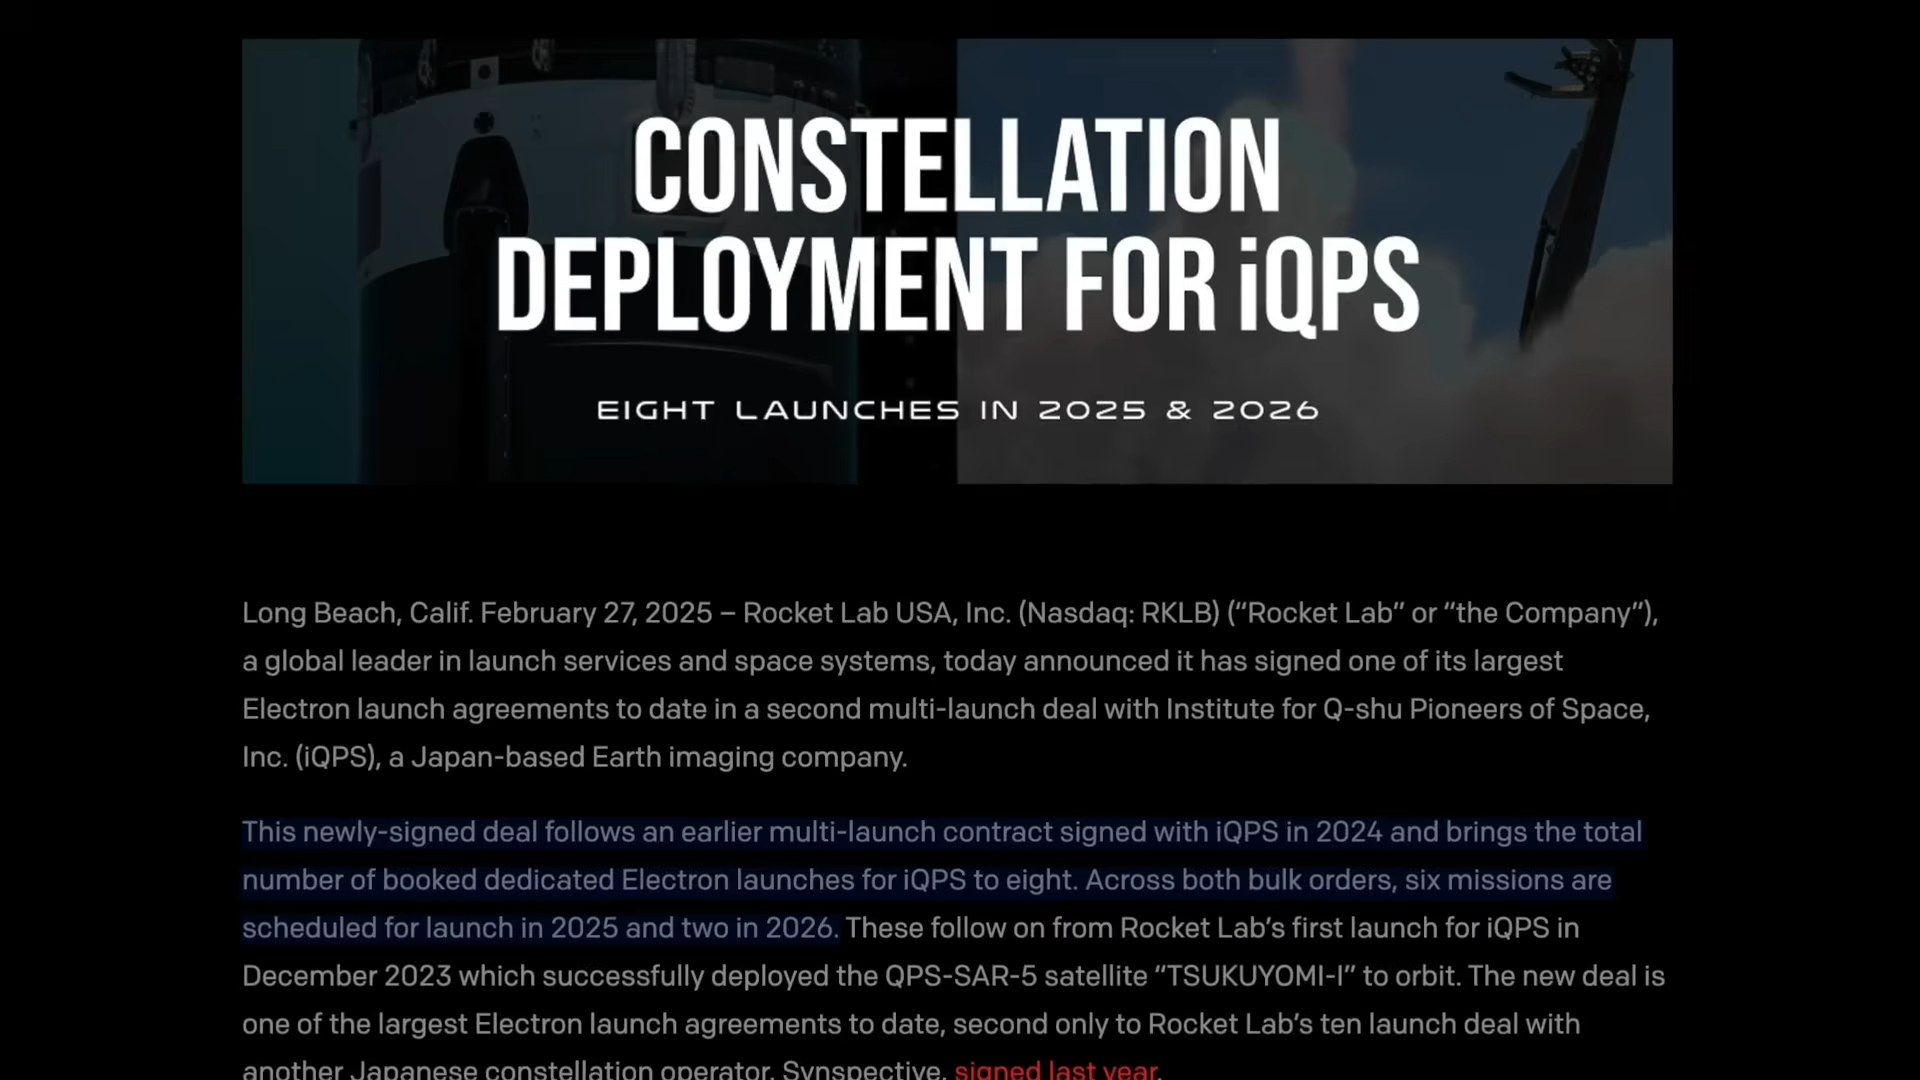 CONSTELLATION
DEPLOYMENT FOR iQPS
EIGHT LAUNCHES IN 2025 & 2026
Long Beach, Calif. February 27, 2025 – Rocket Lab USA, Inc. (Nasdaq: RKLB) (“Rocket Lab” or “the Company”),
a global leader in launch services and space systems, today announced it has signed one of its largest
Electron launch agreements to date in a second multi-launch deal with Institute for Q-shu Pioneers of Space,
Inc. (iQPS), a Japan-based Earth imaging company.
This newly-signed deal follows an earlier multi-launch contract signed with iQPS in 2024 and brings the total
number of booked dedicated Electron launches for iQPS to eight. Across both bulk orders, six missions are
scheduled for launch in 2025 and two in 2026. These follow on from Rocket Lab’s first launch for iQPS in
December 2023 which successfully deployed the QPS-SAR-5 satellite “TSUKUYOMI-I” to orbit. The new deal is
one of the largest Electron launch agreements to date, second only to Rocket Lab’s ten launch deal with
another Japanese constellation operator, Synspective, signed last year.